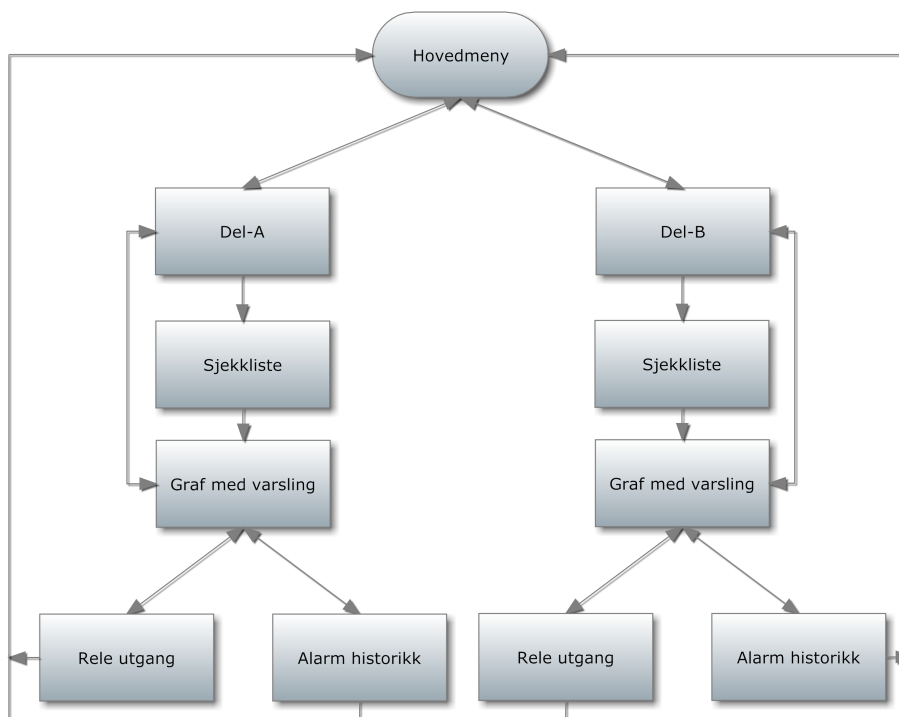 Hovedmeny
Del-A
Del-B
Sjekkliste
Sjekkliste
Graf med varsling
Graf med varsling
Rele utgang
Alarm historikk
Rele utgang
Alarm historikk